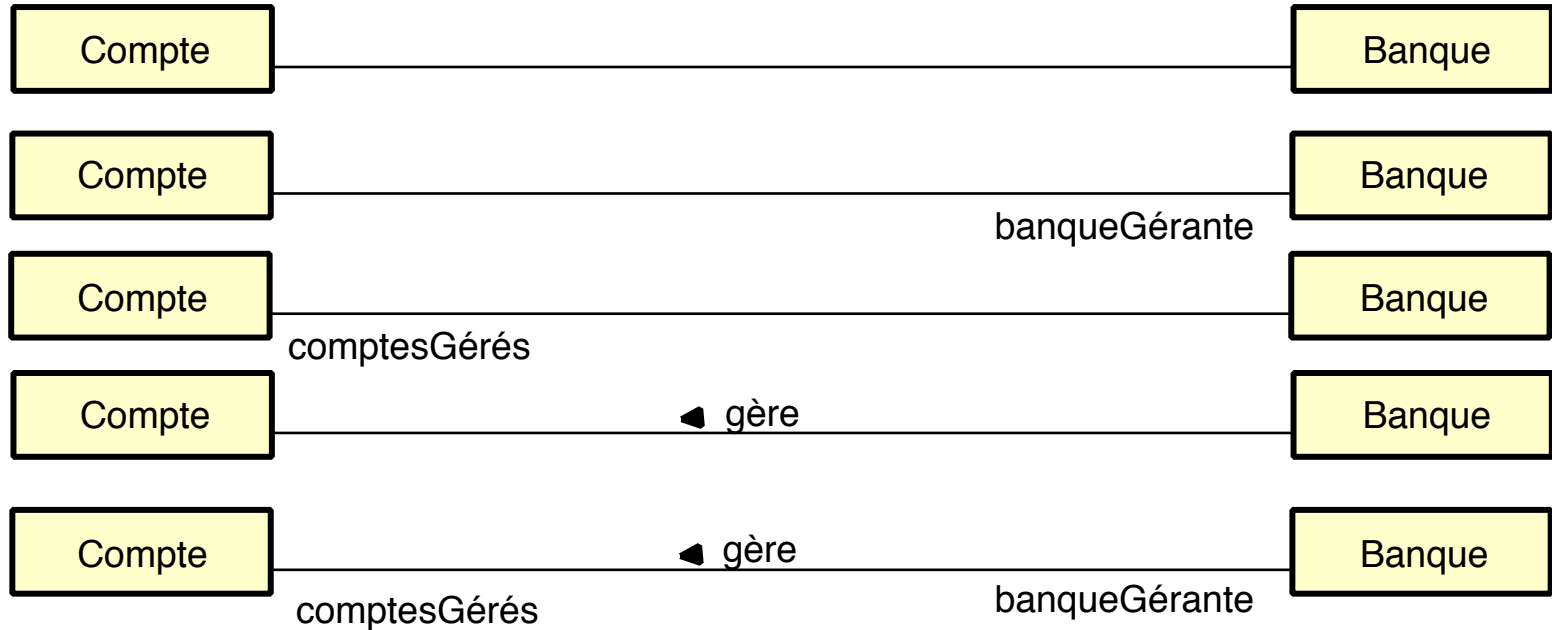 Compte Banque
Compte Banque
banqueGérante
Compte Banque
comptesGérés
Compte gère Banque
Compte gère Banque
comptesGérés banqueGérante